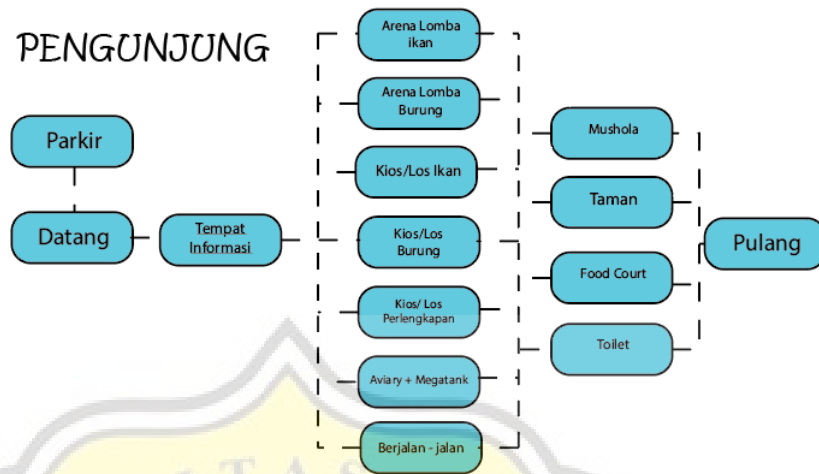 PENGUNJUNG
Parkir
Datang
Tempat
Informasi
Arena Lomba
ikan
Arena Lomba
Burung
Kios/Los Ikan
Kios/Los
Burung
Kios/ Los
Perlengkapan
Aviary + Megatank
Berjalan - jalan
Mushola
Taman
Food Court
Toilet
Pulang
ITAS